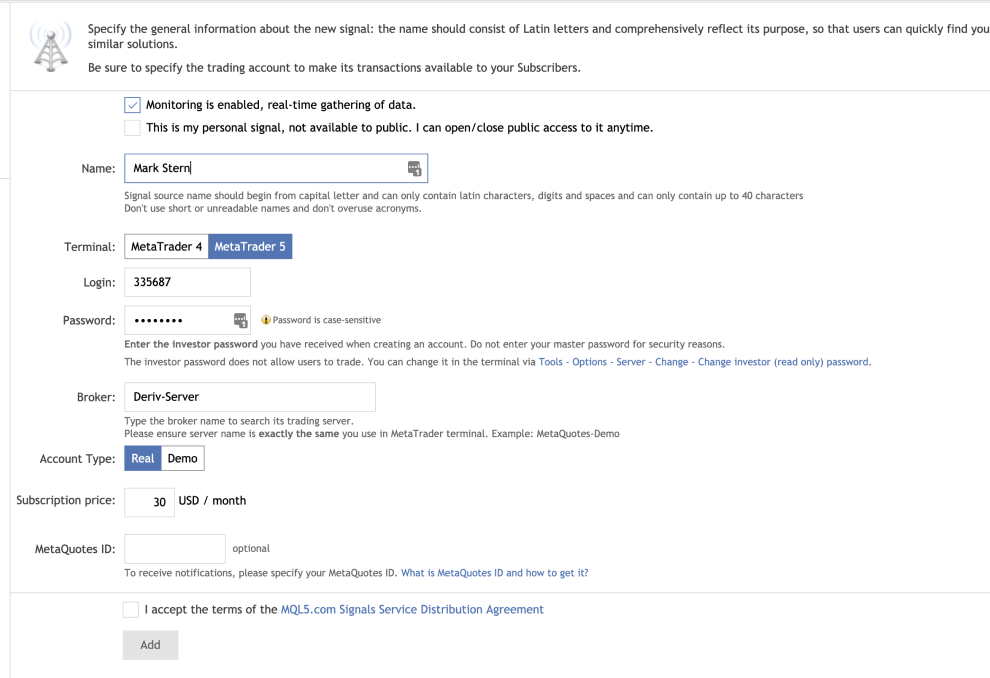 Specify the general information about the new signal: the name should consist of Latin letters and comprehensively reflect its purpose, so that users can quickly find you
similar solutions.
Be sure to specify the trading account to make its transactions available to your Subscribers.
Monitoring is enabled, real-time gathering of data.
This is my personal signal, not available to public. I can open/close public access to it anytime.
Name: Mark Stern
Signal source name should begin from capital letter and can only contain latin characters, digits and spaces and can only contain up to 40 characters
Don't use short or unreadable names and don't overuse acronyms.
Terminal: MetaTrader 4 MetaTrader 5
Login: 335687
Password: •••••••• Password is case-sensitive
Enter the investor password you have received when creating an account. Do not enter your master password for security reasons.
The investor password does not allow users to trade. You can change it in the terminal via Tools - Options - Server - Change - Change investor (read only) password.
Broker: Deriv-Server
Type the broker name to search its trading server.
Please ensure server name is exactly the same you use in MetaTrader terminal. Example: MetaQuotes-Demo
Account Type: Real Demo
Subscription price: 30 USD / month
MetaQuotes ID: optional
To receive notifications, please specify your MetaQuotes ID. What is MetaQuotes ID and how to get it?
I accept the terms of the MQL5.com Signals Service Distribution Agreement
Add